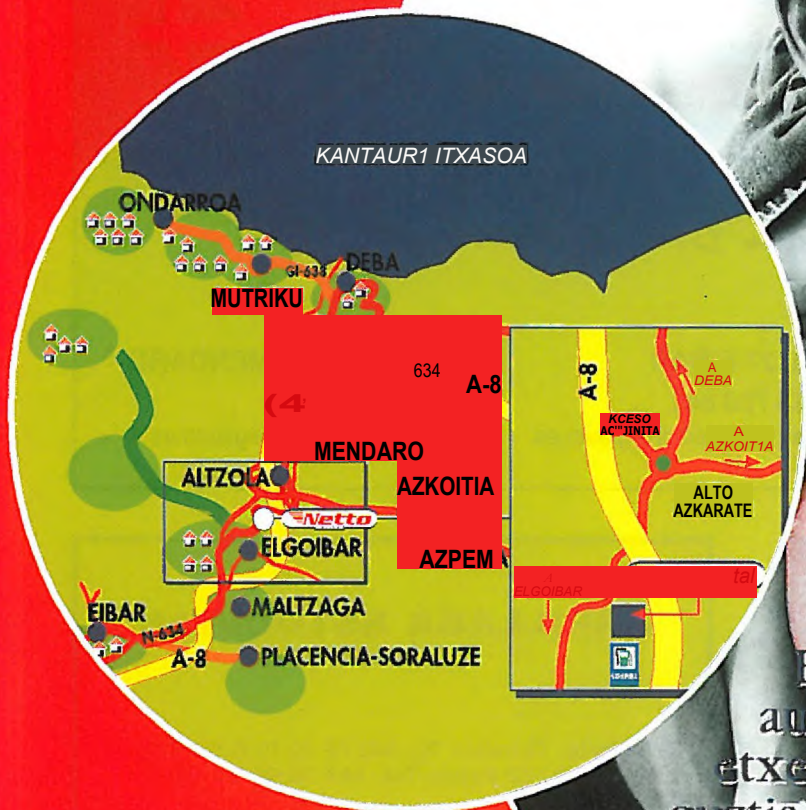 KANTAUR1 ITXASOA
ONDARROA
GI-638
DEBA
MUTRIKU
634
A-8
(4
MENDARO
ALTZOLA
AZKOITIA
Netto
ELGOIBAR
AZPEM
EIBAR
N-634
MALTZAGA
A-8
PLACENCIA-SORALUZE
A-8
A
DEBA
KCESO
AC'"JINITA
A
AZKOIT1A
ALTO
AZKARATE
A
ELGOIBAR
tal
au
etxe